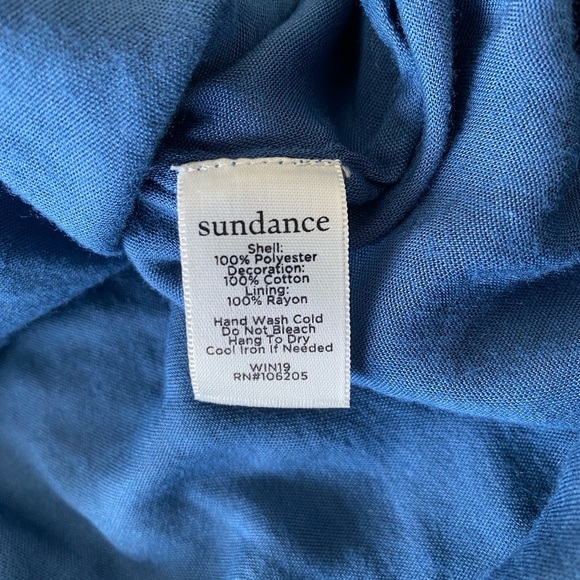 sundance
Shell:
100% Polyester
Decoration:
100% Cotton
Lining:
100% Rayon
Hand Wash Cold
Do Not Bleach
Hang To Dry
Cool Iron if Needed
WIN19
RN#106205